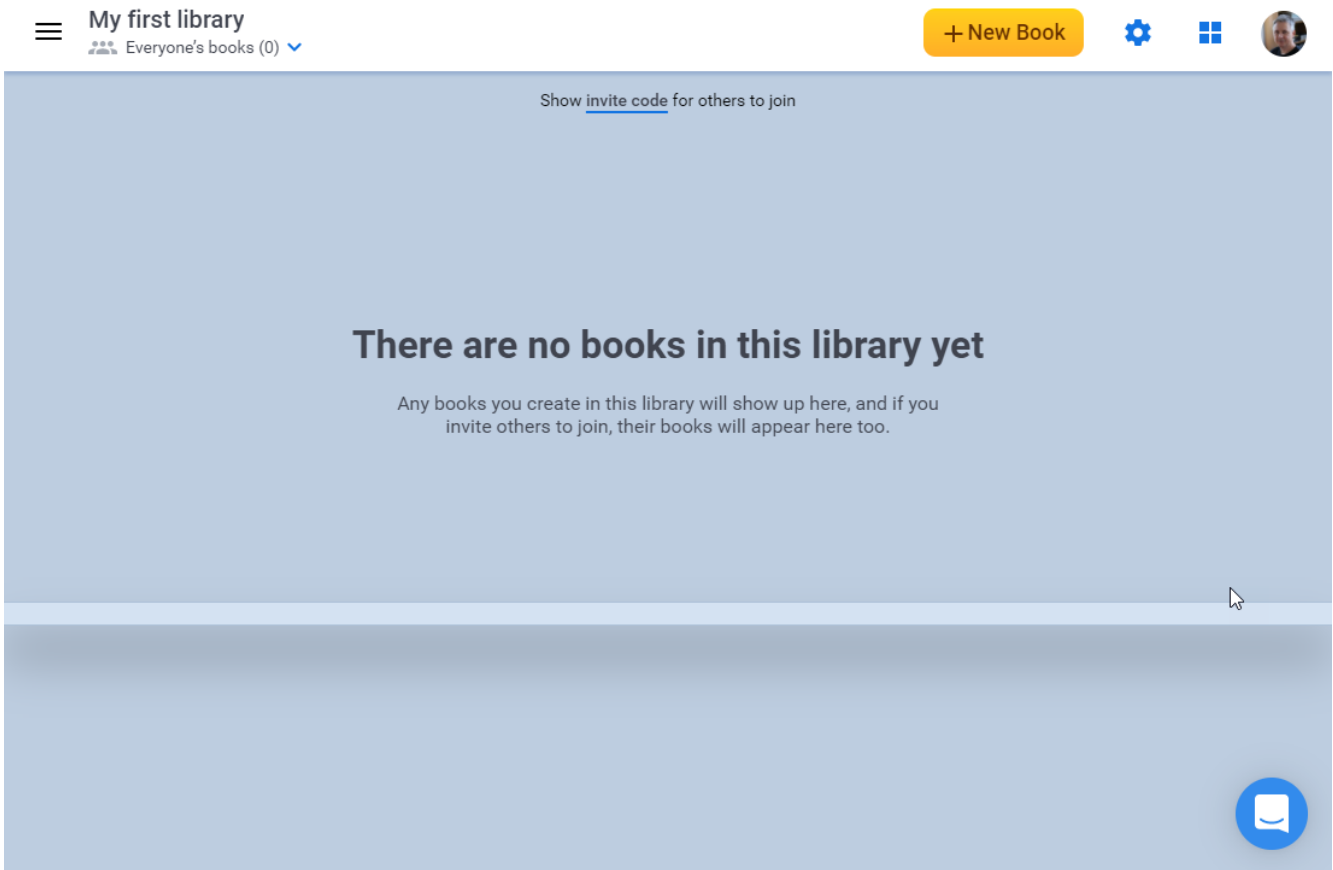 My first library
Everyone’s books (0)
+ New Book
Show invite code for others to join
There are no books in this library yet
Any books you create in this library will show up here, and if you
invite others to join, their books will appear here too.